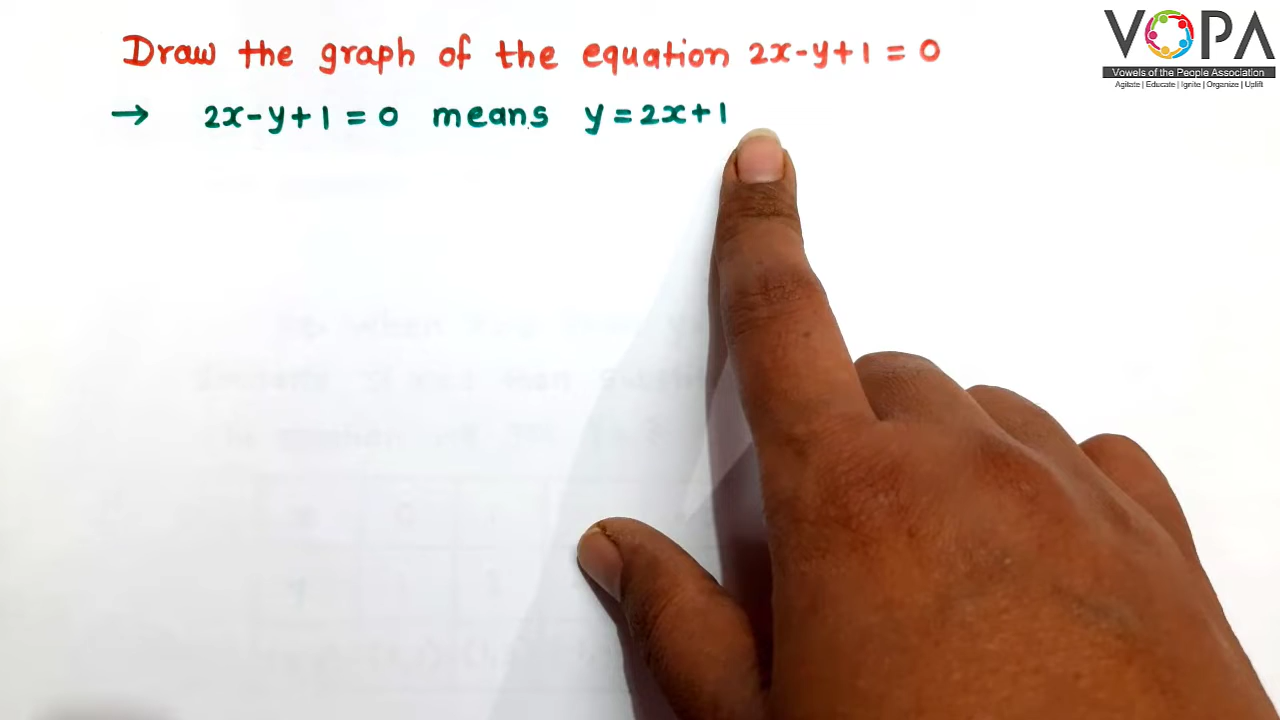 Draw the graph of the equation 2x-y+1 = 0
→ 2x-y+1 = 0 means y=2x+1
VOPA
Vowels of the People Association
Agitate | Educate | Ignite | Organize | Uplift